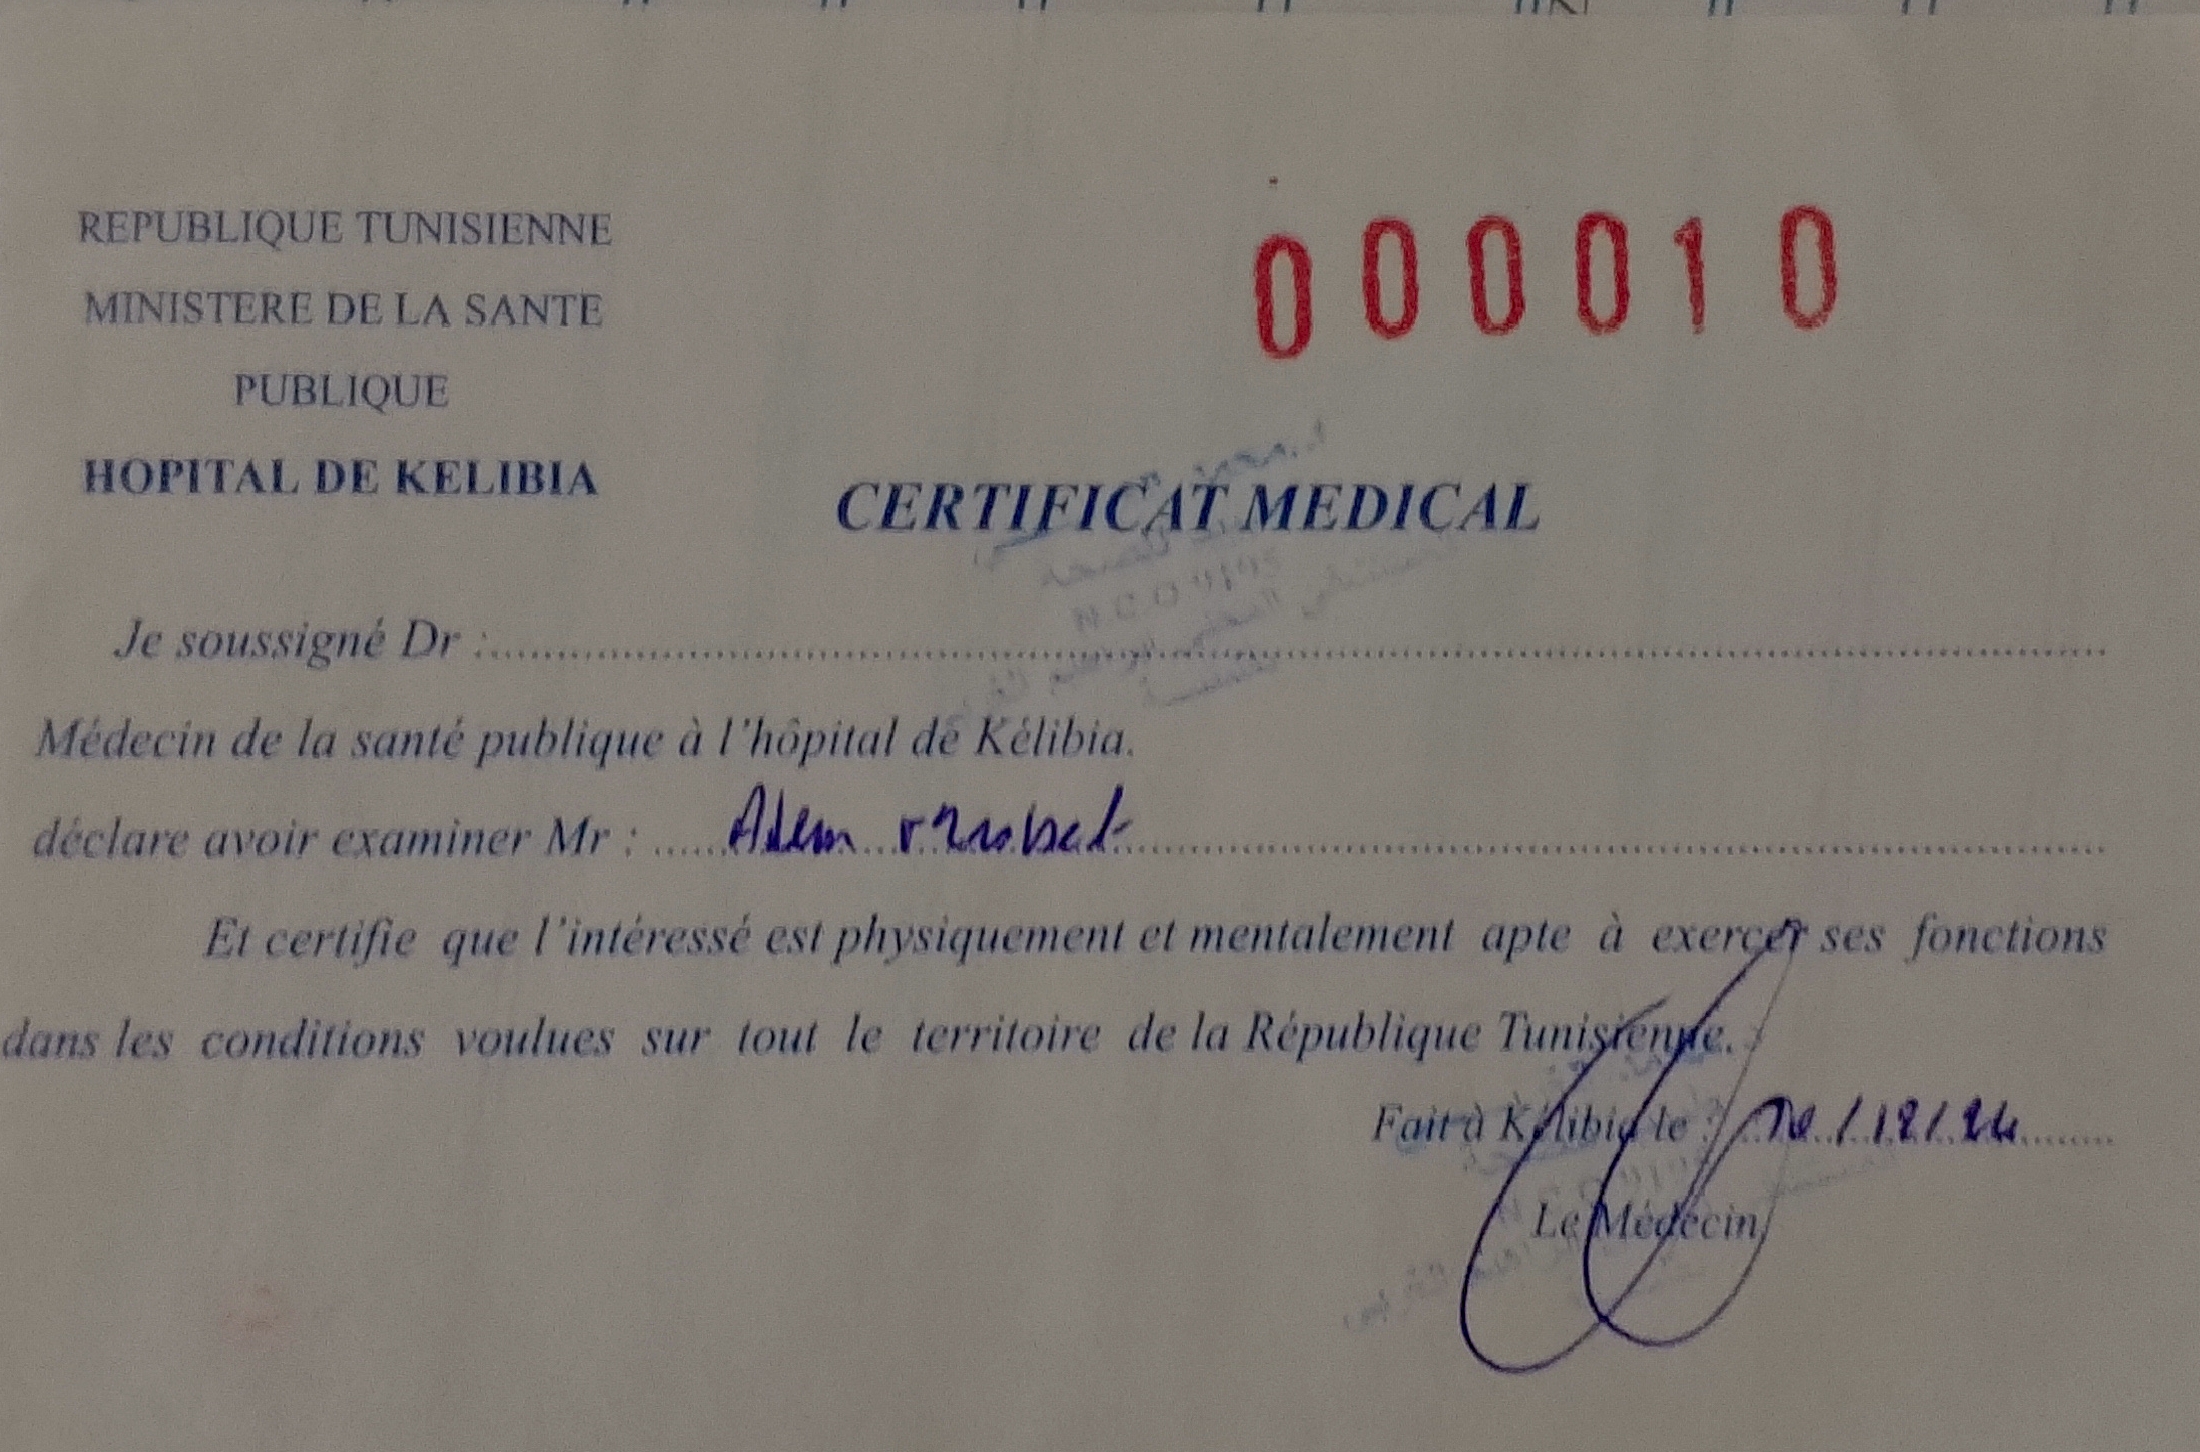 REPUBLIQUE TUNISIENNE
MINISTERE DE LA SANTE
PUBLIQUE
HOPITAL DE KELIBIA
000010
CERTIFICAT MEDICAL
Je soussigné Dr :
Médecin de la santé publique à l'hôpital de Kélibia.
déclare avoir examiner Mr : Adem
Et certifie que l'intéressé est physiquement et mentalement apte à exercer ses fonctions
dans les conditions voulues sur tout le territoire de la République Tunisienne.
Fait à Kélibia le :
Le Médecin